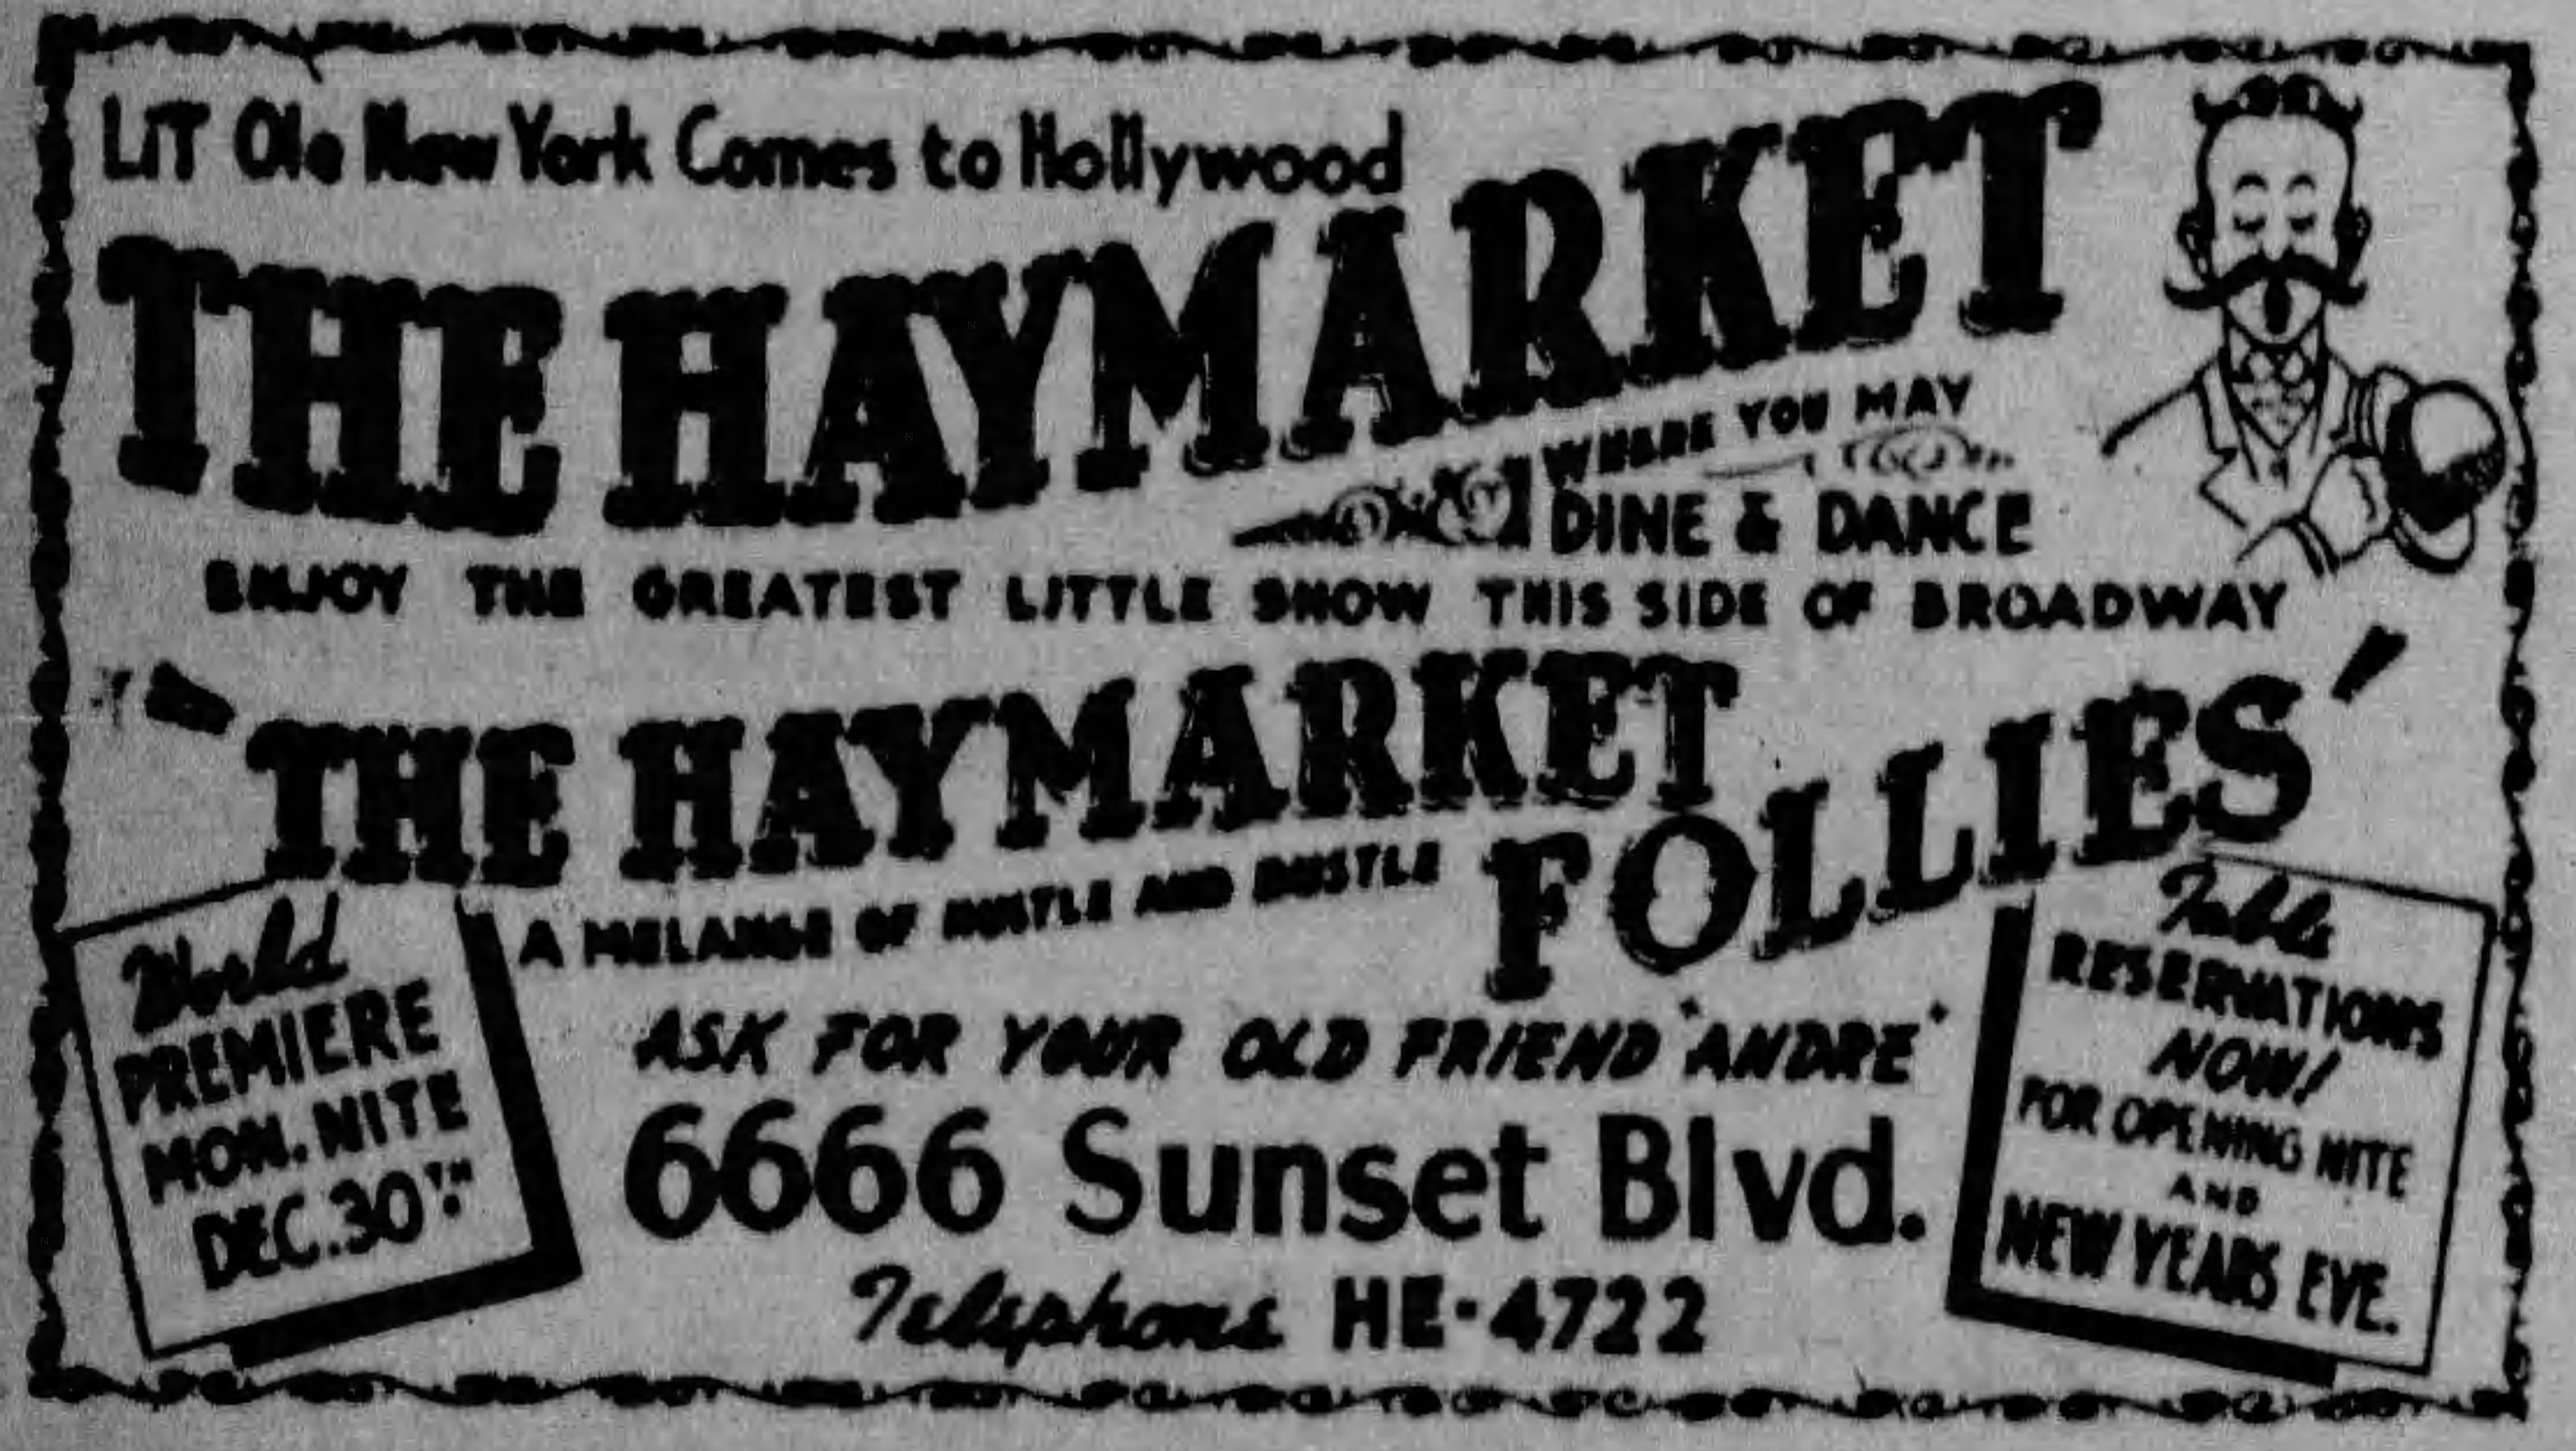 LIT Ole New York Comes to Hollywood
THE HAYMARKET
WHERE YOU MAY
DINE & DANCE
ENJOY THE GREATEST LITTLE SHOW THIS SIDE OF BROADWAY
"THE HAYMARKET
FOLLIES"
A MELANGE OF HUSTLE AND BUSTLE
World
PREMIERE
MON. NITE
DEC. 30TH
ASK FOR YOUR OLD FRIEND "ANDRE"
6666 Sunset Blvd.
Telephone HE-4722
Table
RESERVATIONS
NOW!
FOR OPENING NITE
AND
NEW YEARS EVE.